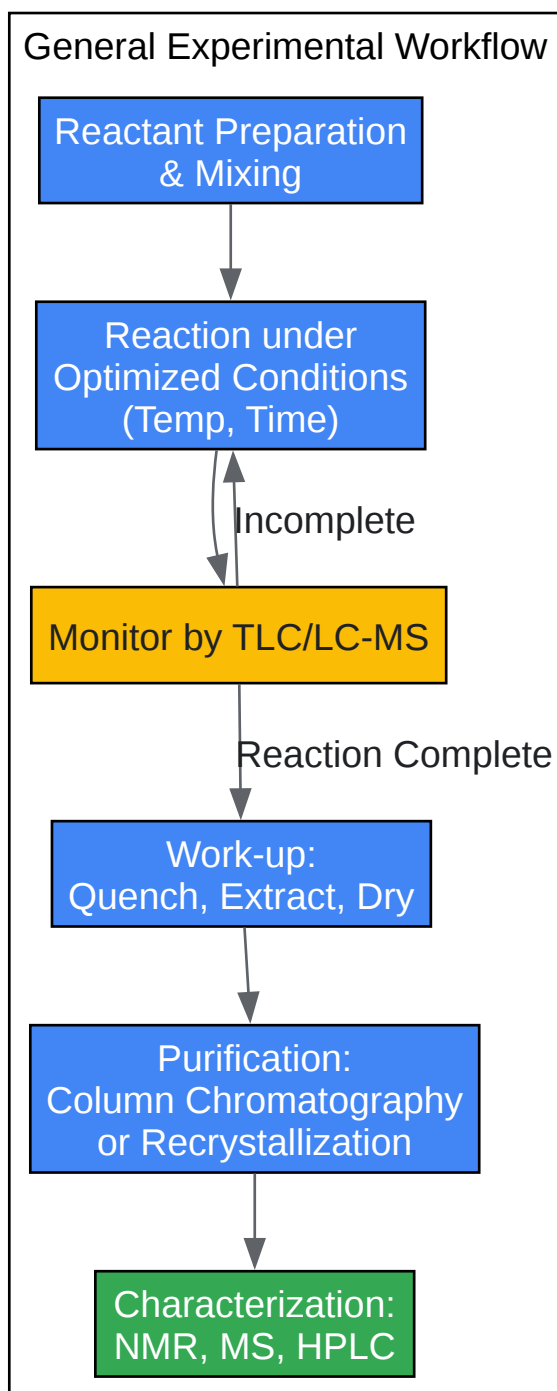 General Experimental Workflow
Reactant Preparation
& Mixing
Reaction under
Optimized Conditions
(Temp, Time)
Incomplete
Monitor by TLC/LC-MS
Reaction Complete
Work-up:
Quench, Extract, Dry
Purification:
Column Chromatography
or Recrystallization
Characterization:
NMR, MS, HPLC